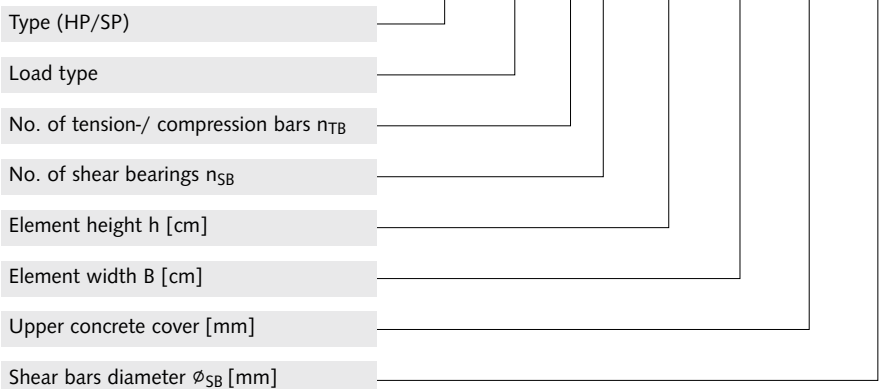 Type (HP/SP)
Load type
No. of tension-/ compression bars nTB
No. of shear bearings nSB
Element height h [cm]
Element width B [cm]
Upper concrete cover [mm]
Shear bars diameter ⌀SB [mm]